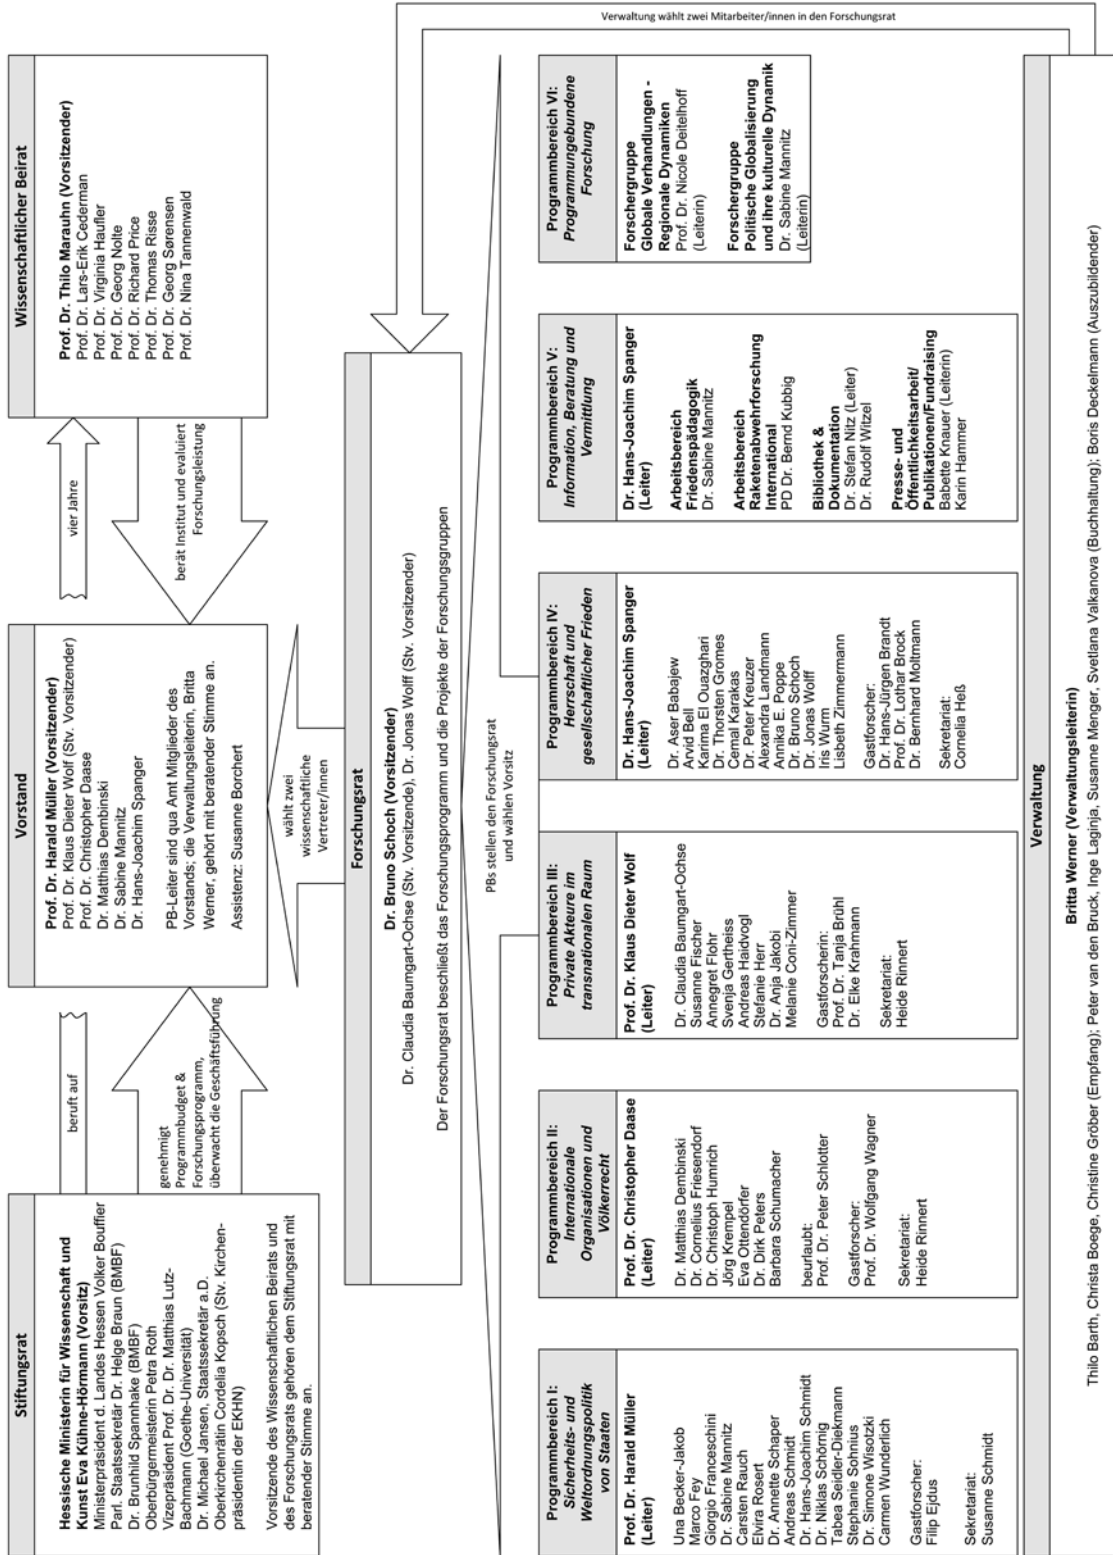 Stiftungsrat
Hessische Ministerin für Wissenschaft und
Kunst Eva Kühne-Hörmann (Vorsitz)
Ministerpräsident d. Landes Hessen Volker Bouffier
Parl. Staatssekretär Dr. Helge Braun (BMBF)
Dr. Brunhild Spannhake (BMBF)
Oberbürgermeisterin Petra Roth
Vizepräsident Prof. Dr. Dr. Matthias Lutz-
Bachmann (Goethe-Universität)
Dr. Michael Jansen, Staatssekretär a.D.
Oberkirchenrätin Cordelia Kopsch (Stv. Kirchen-
präsidentin der EKHN)
Vorsitzende des Wissenschaftlichen Beirats und
des Forschungsrats gehören dem Stiftungsrat mit
beratender Stimme an.
beruft auf
genehmigt
Programmbudget &
Forschungsprogramm,
überwacht die Geschäftsführung
Vorstand
Prof. Dr. Harald Müller (Vorsitzender)
Prof. Dr. Klaus Dieter Wolf (Stv. Vorsitzender)
Prof. Dr. Christopher Daase
Dr. Matthias Dembinski
Dr. Sabine Mannitz
Dr. Hans-Joachim Spanger
PB-Leiter sind qua Amt Mitglieder des
Vorstands; die Verwaltungsleiterin, Britta
Werner, gehört mit beratender Stimme an.
Assistenz: Susanne Borchert
vier Jahre
berät Institut und evaluiert
Forschungsleistung
Wissenschaftlicher Beirat
Prof. Dr. Thilo Marauhn (Vorsitzender)
Prof. Dr. Lars-Erik Cederman
Prof. Dr. Virginia Haufler
Prof. Dr. Georg Nolte
Prof. Dr. Richard Price
Prof. Dr. Thomas Risse
Prof. Dr. Georg Sørensen
Prof. Dr. Nina Tannenwald
wählt zwei
wissenschaftliche
Vertreter/innen
Forschungsrat
Dr. Bruno Schoch (Vorsitzender)
Dr. Claudia Baumgart-Ochse (Stv. Vorsitzende), Dr. Jonas Wolff (Stv. Vorsitzender)
Der Forschungsrat beschließt das Forschungsprogramm und die Projekte der Forschungsgruppen
PBs stellen den Forschungsrat
und wählen Vorsitz
Verwaltung wählt zwei Mitarbeiter/innen in den Forschungsrat
Programmbereich I:
Sicherheits- und
Weltordnungspolitik
von Staaten
Prof. Dr. Harald Müller
(Leiter)
Una Becker-Jakob
Marco Fey
Giorgio Franceschini
Dr. Sabine Mannitz
Carsten Rauch
Elvira Rosert
Dr. Annette Schaper
Andreas Schmidt
Dr. Hans-Joachim Schmidt
Dr. Niklas Schörnig
Tabea Seidler-Diekmann
Stephanie Sohnius
Dr. Simone Wisotzki
Carmen Wunderlich
Gastforscher:
Filip Ejdus
Sekretariat:
Susanne Schmidt
Programmbereich II:
Internationale
Organisationen und
Völkerrecht
Prof. Dr. Christopher Daase
(Leiter)
Dr. Matthias Dembinski
Dr. Cornelius Friesendorf
Dr. Christoph Humrich
Jörg Krempel
Eva Ottendörfer
Dr. Dirk Peters
Barbara Schumacher
beurlaubt:
Prof. Dr. Peter Schlotter
Gastforscher:
Prof. Dr. Wolfgang Wagner
Sekretariat:
Heide Rinnert
Programmbereich III:
Private Akteure im
transnationalen Raum
Prof. Dr. Klaus Dieter Wolf
(Leiter)
Dr. Claudia Baumgart-Ochse
Susanne Fischer
Annegret Flohr
Svenja Gertheiss
Andreas Haidvogl
Stefanie Herr
Dr. Anja Jakobi
Melanie Coni-Zimmer
Gastforscherin:
Prof. Dr. Tanja Brühl
Dr. Elke Krahmann
Sekretariat:
Heide Rinnert
Programmbereich IV:
Herrschaft und
gesellschaftlicher Frieden
Dr. Hans-Joachim Spanger
(Leiter)
Dr. Aser Babajew
Arvid Bell
Karima El Ouazghari
Dr. Thorsten Gromes
Cemal Karakas
Dr. Peter Kreuzer
Alexandra Landmann
Annika E. Poppe
Dr. Bruno Schoch
Dr. Jonas Wolff
Iris Wurm
Lisbeth Zimmermann
Gastforscher:
Dr. Hans-Jürgen Brandt
Prof. Dr. Lothar Brock
Dr. Bernhard Moltmann
Sekretariat:
Cornelia Heß
Programmbereich V:
Information, Beratung und
Vermittlung
Dr. Hans-Joachim Spanger
(Leiter)
Arbeitsbereich
Friedenspädagogik
Dr. Sabine Mannitz
Arbeitsbereich
Raketenabwehrforschung
International
PD Dr. Bernd Kubbig
Bibliothek &
Dokumentation
Dr. Stefan Nitz (Leiter)
Dr. Rudolf Witzel
Presse- und
Öffentlichkeitsarbeit/
Publikationen/Fundraising
Babette Knauer (Leiterin)
Karin Hammer
Programmbereich VI:
Programmungebundene
Forschung
Forschergruppe
Globale Verhandlungen -
Regionale Dynamiken
Prof. Dr. Nicole Deitelhoff
(Leiterin)
Forschergruppe
Politische Globalisierung
und ihre kulturelle Dynamik
Dr. Sabine Mannitz
(Leiterin)
Verwaltung
Britta Werner (Verwaltungsleiterin)
Thilo Barth, Christa Boege, Christine Gröber (Empfang); Peter van den Bruck, Inge Laginja, Susanne Menger, Svetlana Valkanova (Buchhaltung); Boris Deckelmann (Auszubildender)